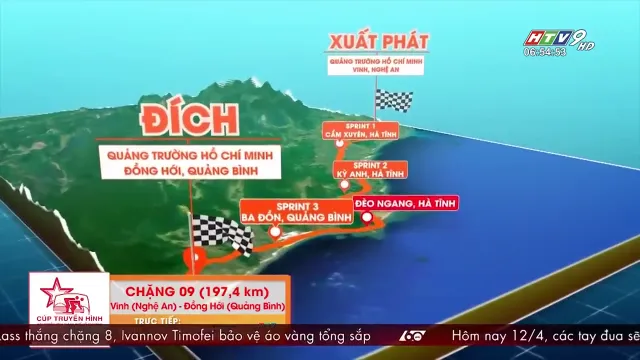 XUẤT PHÁT
QUẢNG TRƯỜNG HỒ CHÍ MINH
VINH, NGHỆ AN
HTV9 HD
06:54:53
ĐÍCH
QUẢNG TRƯỜNG HỒ CHÍ MINH
ĐỒNG HỚI, QUẢNG BÌNH
SPRINT 1
CẨM XUYÊN, HÀ TĨNH
SPRINT 2
KỲ ANH, HÀ TĨNH
SPRINT 3
BA ĐỒN, QUẢNG BÌNH
ĐÈO NGANG, HÀ TĨNH
CÚP TRUYỀN HÌNH
CHẶNG 09 (197,4 km)
Vinh (Nghệ An) - Đồng Hới (Quảng Bình)
TRỰC TIẾP:
Lass thắng chặng 8, Ivannov Timofei bảo vệ áo vàng tổng sắp
Hôm nay 12/4, các tay đua sẽ